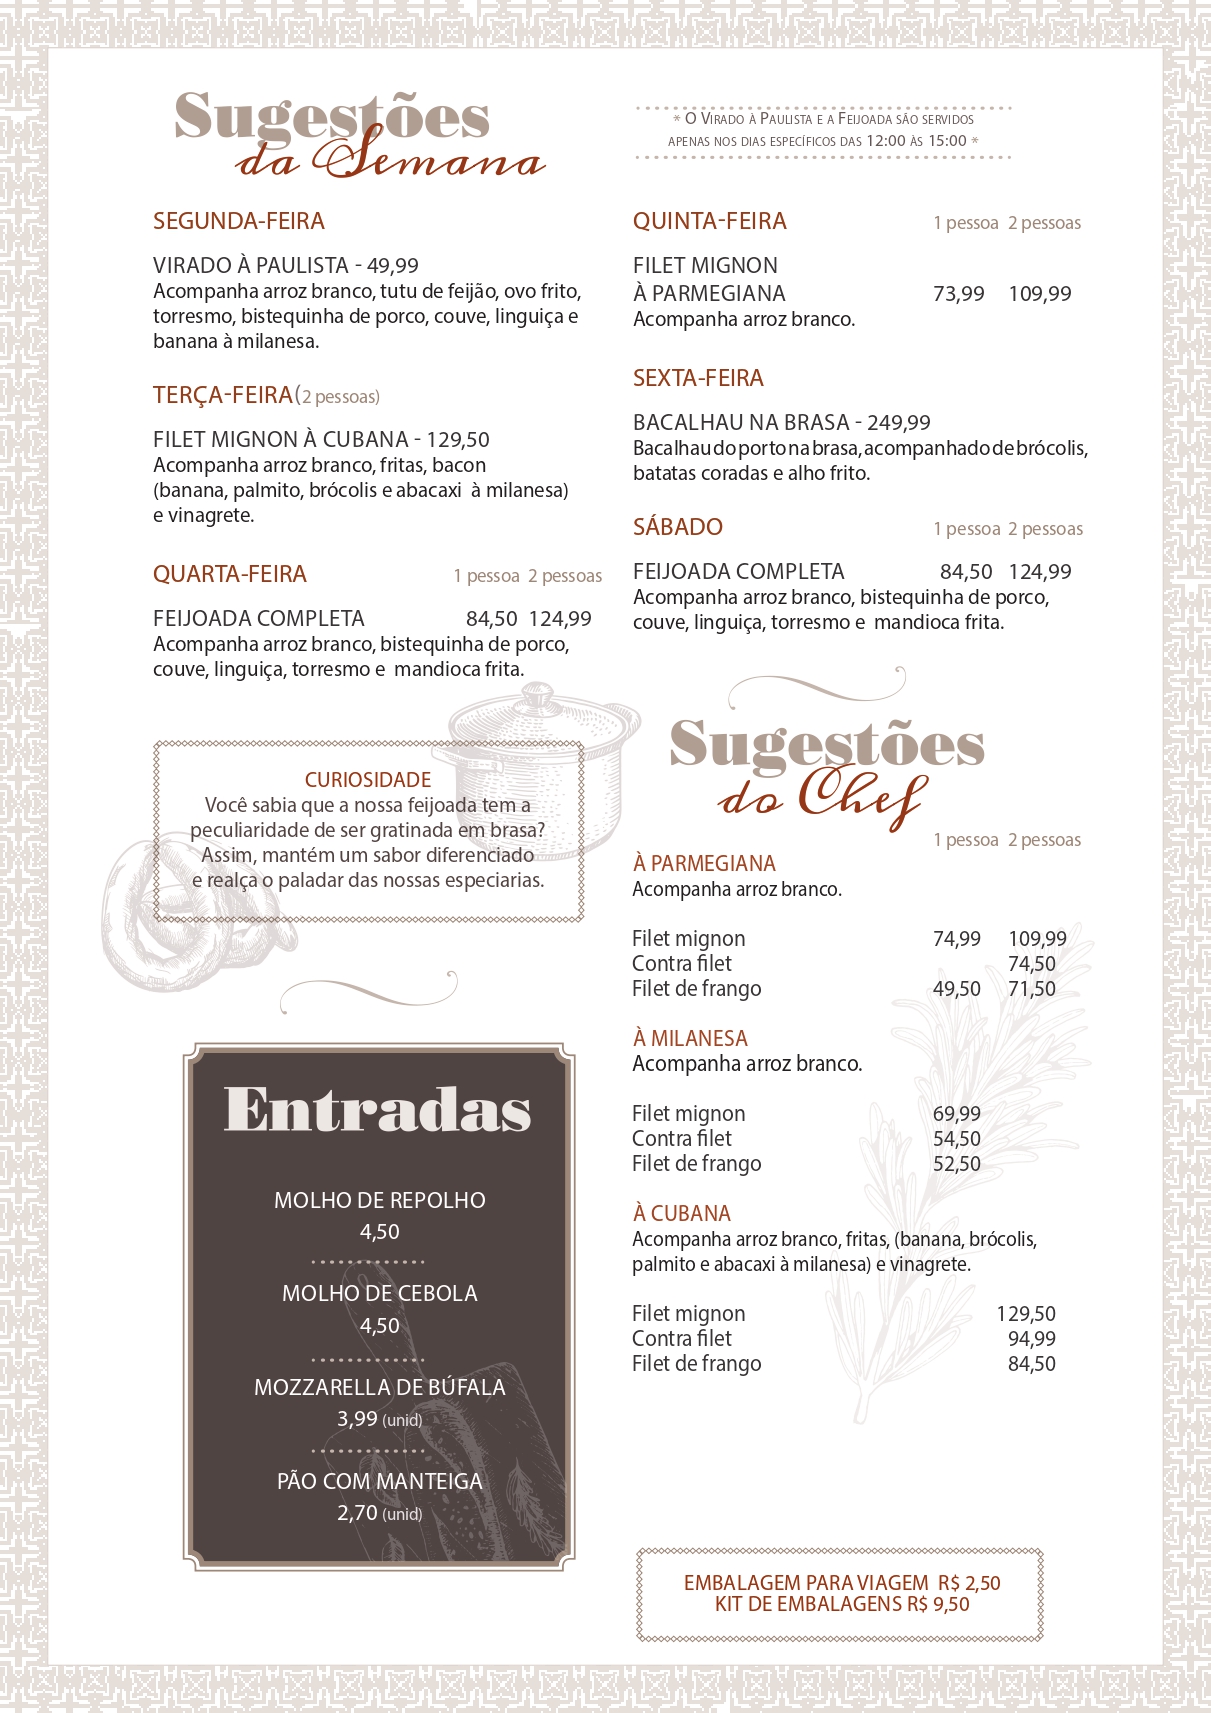 Sugestões
da Semana
* O Virado à Paulista e a Feijoada são servidos
apenas nos dias específicos das 12:00 às 15:00 *
SEGUNDA-FEIRA
VIRADO À PAULISTA - 49,99
Acompanha arroz branco, tutu de feijão, ovo frito,
torresmo, bistequinha de porco, couve, linguiça e
banana à milanesa.
TERÇA-FEIRA(2 pessoas)
FILET MIGNON À CUBANA - 129,50
Acompanha arroz branco, fritas, bacon
(banana, palmito, brócolis e abacaxi à milanesa)
e vinagrete.
QUARTA-FEIRA 1 pessoa 2 pessoas
FEIJOADA COMPLETA 84,50 124,99
Acompanha arroz branco, bistequinha de porco,
couve, linguiça, torresmo e mandioca frita.
CURIOSIDADE
Você sabia que a nossa feijoada tem a
peculiaridade de ser gratinada em brasa?
Assim, mantém um sabor diferenciado
e realça o paladar das nossas especiarias.
Entradas
MOLHO DE REPOLHO
4,50
MOLHO DE CEBOLA
4,50
MOZZARELLA DE BÚFALA
3,99 (unid)
PÃO COM MANTEIGA
2,70 (unid)
QUINTA-FEIRA 1 pessoa 2 pessoas
FILET MIGNON
À PARMEGIANA 73,99 109,99
Acompanha arroz branco.
SEXTA-FEIRA
BACALHAU NA BRASA - 249,99
Bacalhau do porto na brasa, acompanhado de brócolis,
batatas coradas e alho frito.
SÁBADO 1 pessoa 2 pessoas
FEIJOADA COMPLETA 84,50 124,99
Acompanha arroz branco, bistequinha de porco,
couve, linguiça, torresmo e mandioca frita.
Sugestões
do Chef
1 pessoa 2 pessoas
À PARMEGIANA
Acompanha arroz branco.
Filet mignon 74,99 109,99
Contra filet 74,50
Filet de frango 49,50 71,50
À MILANESA
Acompanha arroz branco.
Filet mignon 69,99
Contra filet 54,50
Filet de frango 52,50
À CUBANA
Acompanha arroz branco, fritas, (banana, brócolis,
palmito e abacaxi à milanesa) e vinagrete.
Filet mignon 129,50
Contra filet 94,99
Filet de frango 84,50
EMBALAGEM PARA VIAGEM R$ 2,50
KIT DE EMBALAGENS R$ 9,50